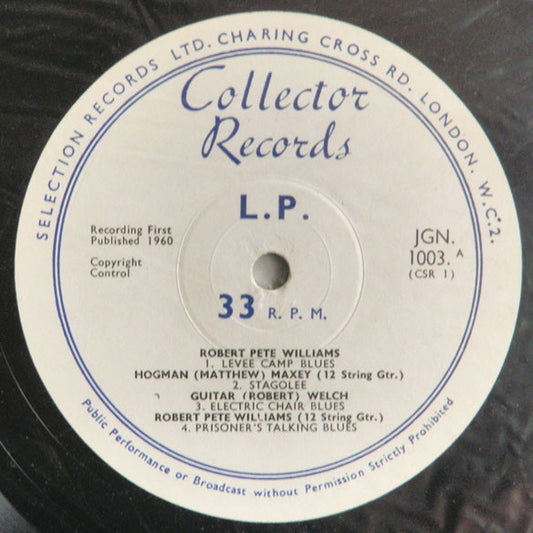 SELECTION RECORDS LTD. CHARING CROSS RD. LONDON. W.C.2.
Collector
Records
L.P.
Recording First
Published 1960
Copyright
Control
JGN.
1003. A
(CSR 1)
33 R. P. M.
ROBERT PETE WILLIAMS
1. LEVEE CAMP BLUES
HOGMAN (MATTHEW) MAXEY (12 String Gtr.)
2. STAGOLEE
GUITAR (ROBERT) WELCH
3. ELECTRIC CHAIR BLUES
ROBERT PETE WILLIAMS (12 String Gtr.)
4. PRISONER'S TALKING BLUES
Public Performance or Broadcast without Permission Strictly Prohibited